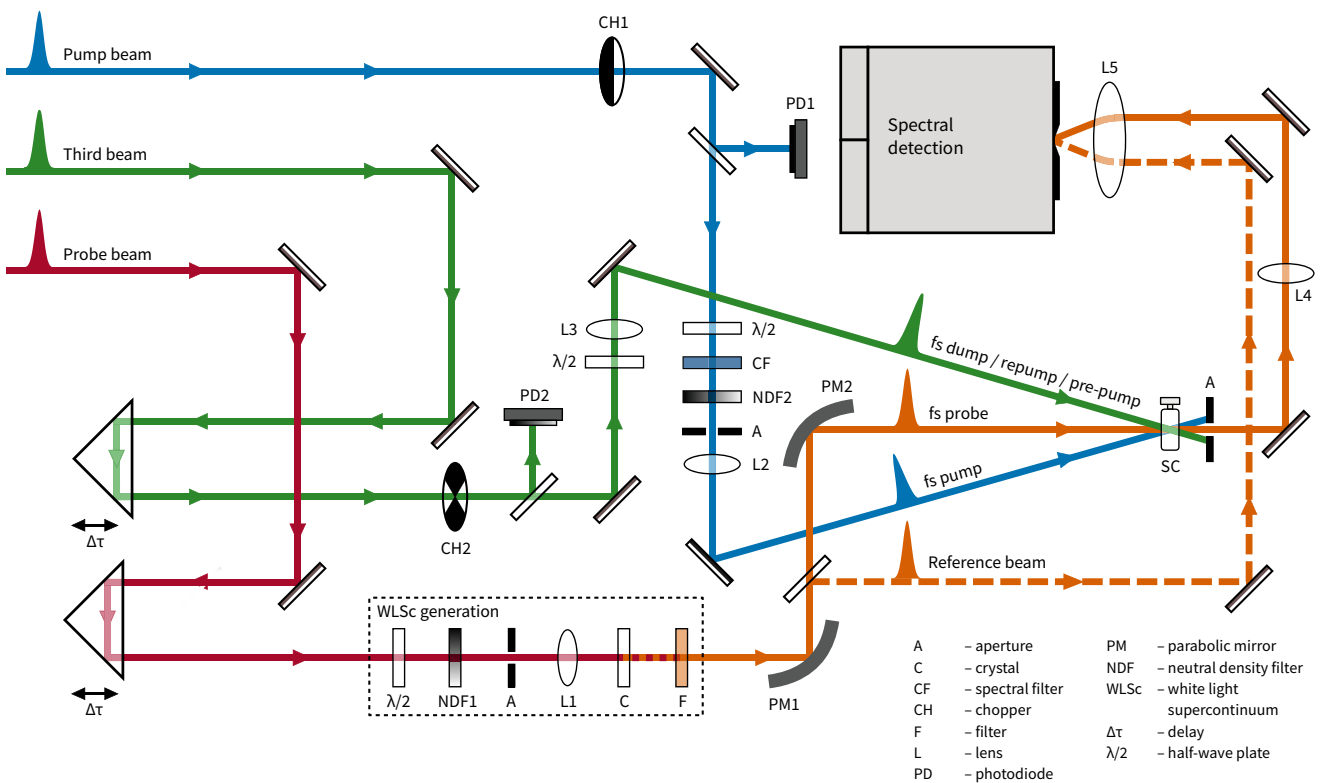 CH1
Pump beam
PD1
L5
Spectral
detection
Third beam
Probe beam
L4
L3
λ/2
λ/2
CF
NDF2
A
L2
fs dump / repump / pre-pump
PM2
PD2
fs probe
A
SC
fs pump
Δτ
CH2
Reference beam
WLSc generation
λ/2
NDF1
A
L1
C
F
PM1
Δτ
A – aperture
C – crystal
CF – spectral filter
CH – chopper
F – filter
L – lens
PD – photodiode
PM – parabolic mirror
NDF – neutral density filter
WLSc – white light
supercontinuum
Δτ – delay
λ/2 – half-wave plate